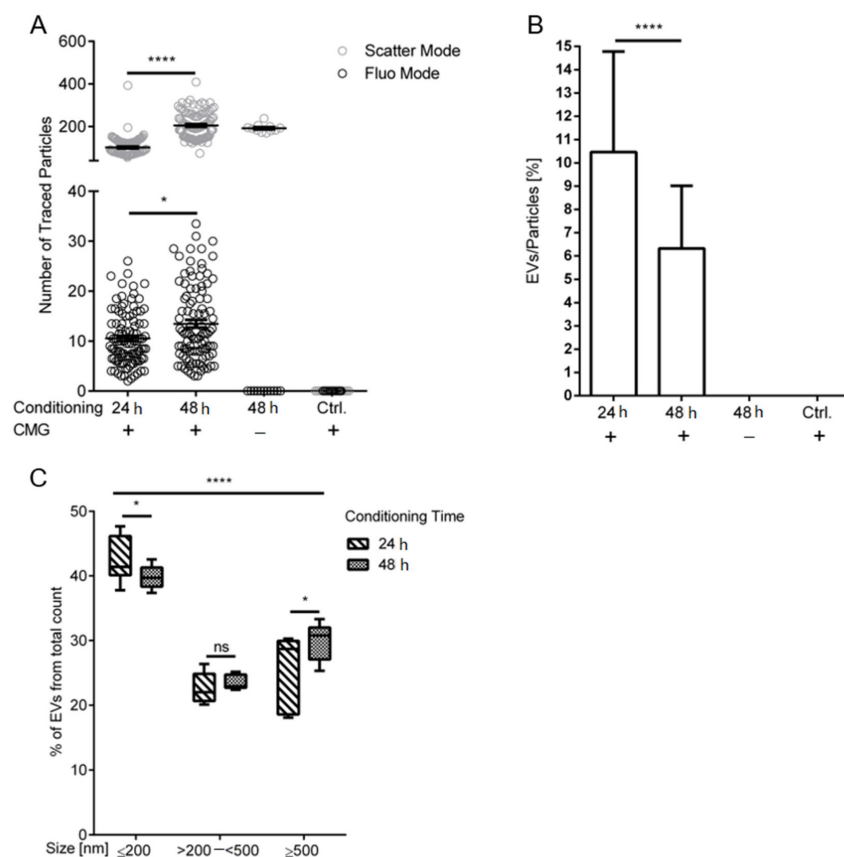 A
600
400
200
40
30
20
10
0
Number of Traced Particles
****
*
Scatter Mode
Fluo Mode
Conditioning 24 h 48 h 48 h Ctrl.
CMG + + − +
B
****
15
14
13
12
11
10
9
8
7
6
5
4
3
2
1
0
EVs/Particles [%]
24 h 48 h 48 h Ctrl.
+ + − +
C
****
*
ns
*
50
40
30
20
10
0
% of EVs from total count
Conditioning Time
24 h
48 h
Size [nm] ≤200 >200−<500 ≥500